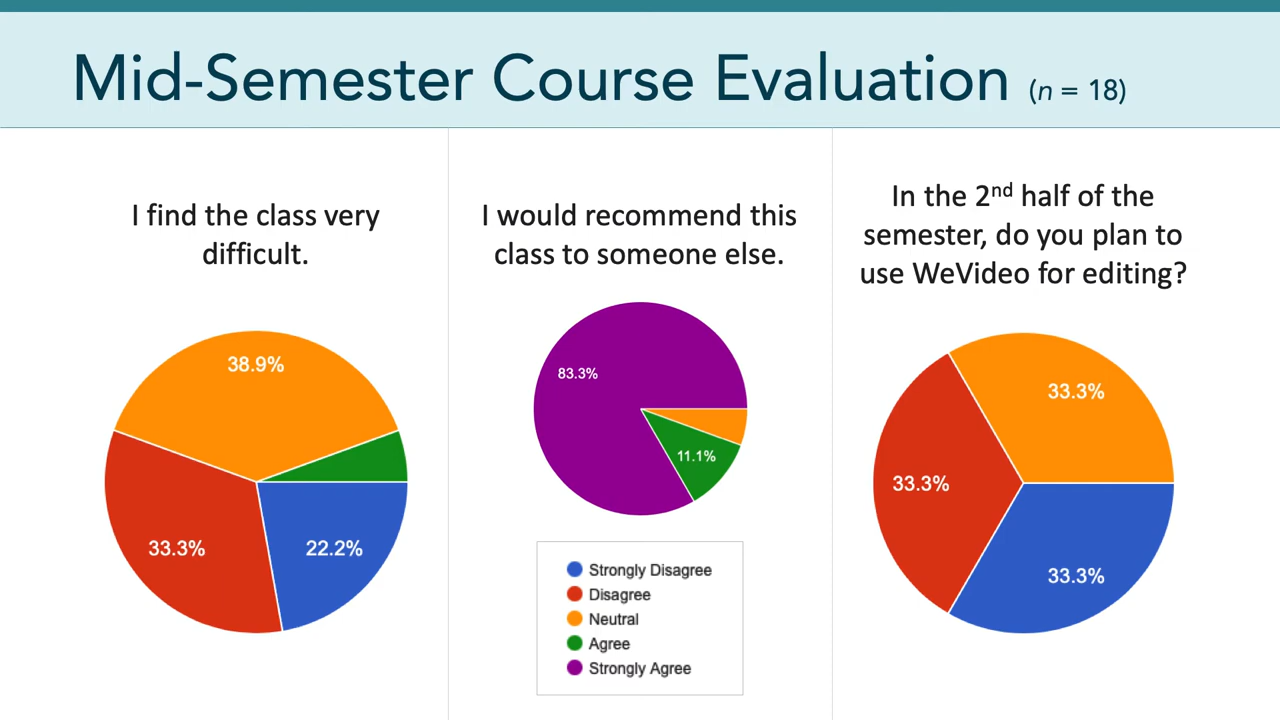 Mid-Semester Course Evaluation (n = 18)
I find the class very
difficult.
38.9%
33.3%
22.2%
I would recommend this
class to someone else.
83.3%
11.1%
Strongly Disagree
Disagree
Neutral
Agree
Strongly Agree
In the 2nd half of the
semester, do you plan to
use WeVideo for editing?
33.3%
33.3%
33.3%